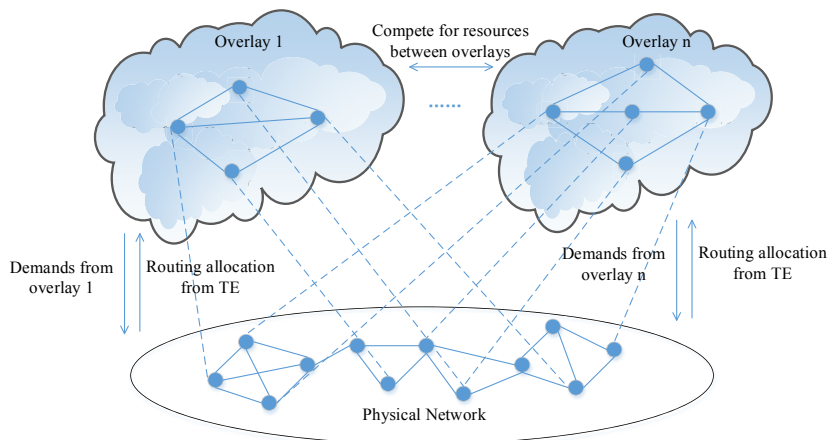 Overlay 1
Compete for resources
between overlays
Overlay n
......
Demands from
overlay 1
Routing allocation
from TE
Demands from
overlay n
Routing allocation
from TE
Physical Network